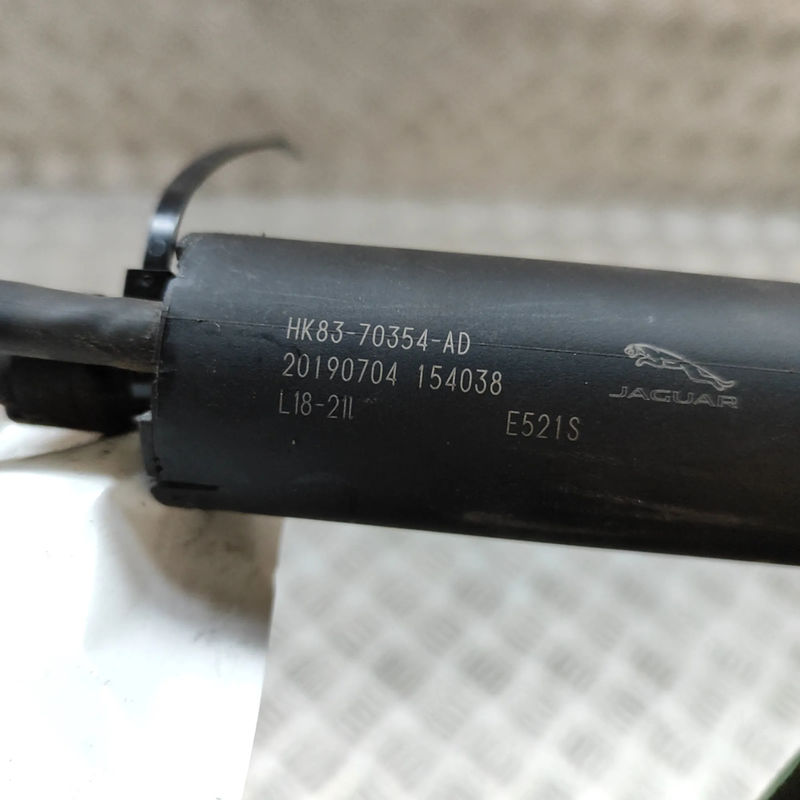 HK83-70354-AD
20190704 154038
L18-21l
E521S
JAGUAR